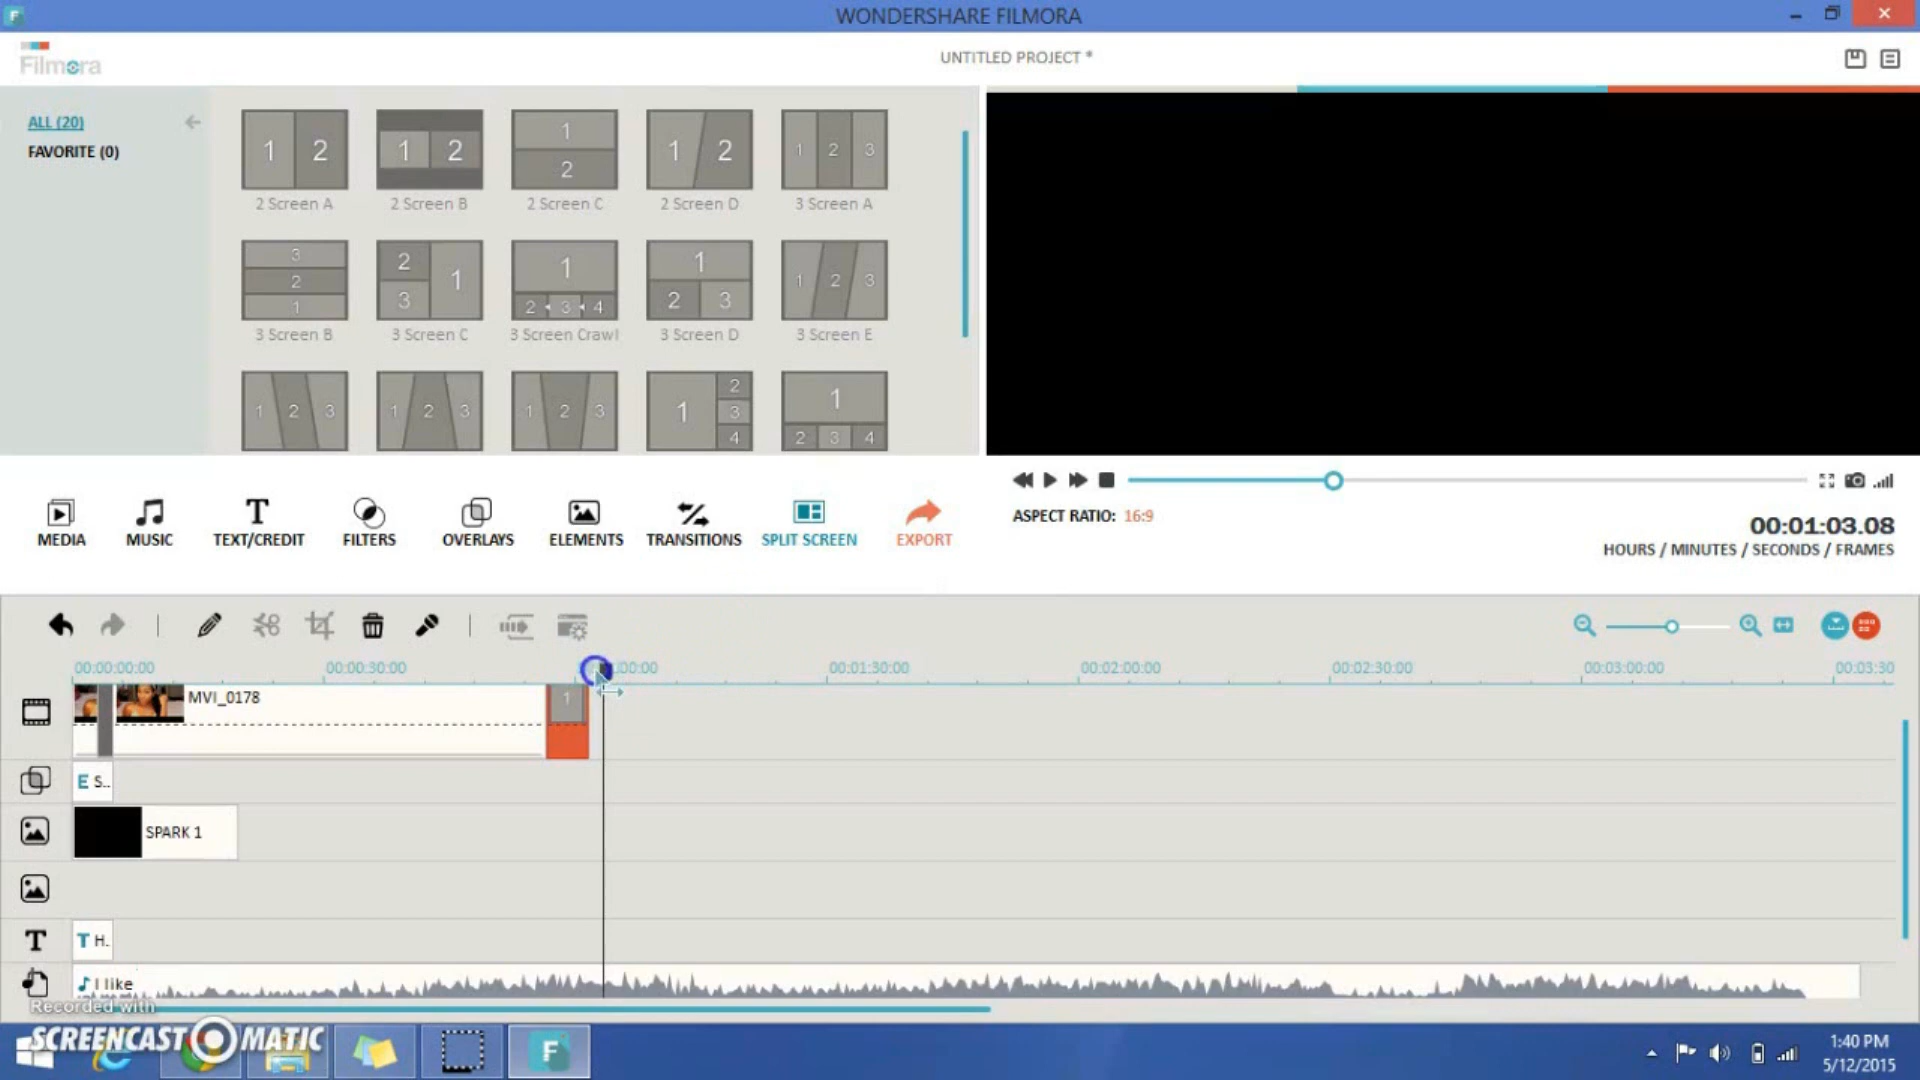 WONDERSHARE FILMORA
Filmora
UNTITLED PROJECT *
ALL (20)
FAVORITE (0)
1 2
1 2
1
2
1 2
1 2 3
2 Screen A
2 Screen B
2 Screen C
2 Screen D
3 Screen A
3
2
1
2
3
1
1
2 3 4
1
2 3
1 2 3
3 Screen B
3 Screen C
3 Screen Crawl
3 Screen D
3 Screen E
1 2 3
1 2 3
1 2 3
1
2
3
4
1
2 3 4
MEDIA
MUSIC
TEXT/CREDIT
FILTERS
OVERLAYS
ELEMENTS
TRANSITIONS
SPLIT SCREEN
EXPORT
ASPECT RATIO: 16:9
00:01:03.08
HOURS / MINUTES / SECONDS / FRAMES
00:00:00:00
00:00:30:00
:00:00
00:01:30:00
00:02:00:00
00:02:30:00
00:03:00:00
00:03:30
MVI_0178
1
E S..
SPARK 1
T H.
I like
Recorded with
SCREENCAST-O-MATIC
1:40 PM
5/12/2015